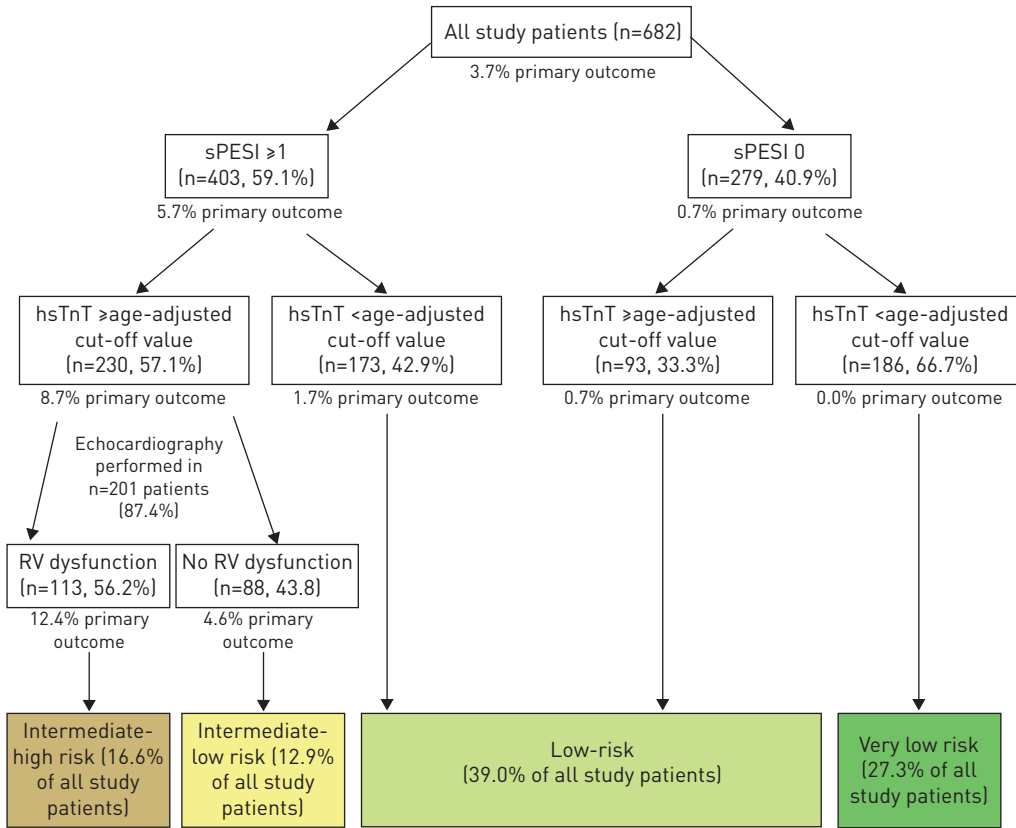 All study patients (n=682)
3.7% primary outcome
sPESI ⩾1
(n=403, 59.1%)
5.7% primary outcome
sPESI 0
(n=279, 40.9%)
0.7% primary outcome
hsTnT ⩾age-adjusted
cut-off value
(n=230, 57.1%)
8.7% primary outcome
hsTnT <age-adjusted
cut-off value
(n=173, 42.9%)
1.7% primary outcome
hsTnT ⩾age-adjusted
cut-off value
(n=93, 33.3%)
0.7% primary outcome
hsTnT <age-adjusted
cut-off value
(n=186, 66.7%)
0.0% primary outcome
Echocardiography
performed in
n=201 patients
(87.4%)
RV dysfunction
(n=113, 56.2%)
12.4% primary
outcome
No RV dysfunction
(n=88, 43.8)
4.6% primary
outcome
Intermediate-
high risk (16.6%
of all study
patients)
Intermediate-
low risk (12.9%
of all study
patients)
Low-risk
(39.0% of all study patients)
Very low risk
(27.3% of all
study patients)